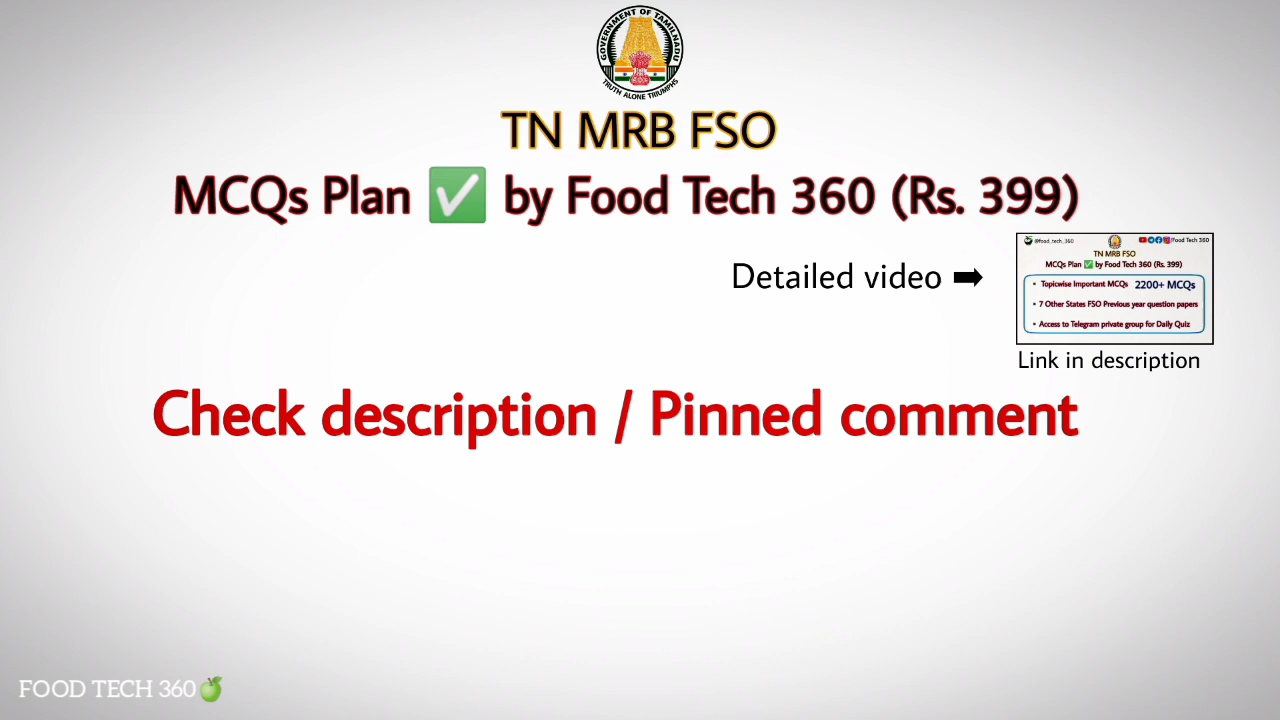 GOVERNMENT OF TAMILNADU
TRUTH ALONE TRIUMPHS
TN MRB FSO
MCQs Plan ✅ by Food Tech 360 (Rs. 399)
Detailed video ➡
@food_tech_360
Food Tech 360
TN MRB FSO
MCQs Plan ✅ by Food Tech 360 (Rs. 399)
• Topicwise Important MCQs 2200+ MCQs
• 7 Other States FSO Previous year question papers
• Access to Telegram private group for Daily Quiz
Link in description
Check description / Pinned comment
FOOD TECH 360